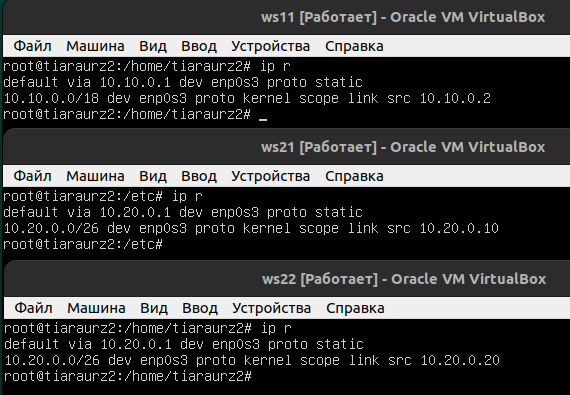 ws11 [Работает] - Oracle VM VirtualBox
Файл Машина Вид Ввод Устройства Справка
root@tiaraurz2:/home/tiaraurz2# ip r
default via 10.10.0.1 dev enp0s3 proto static
10.10.0.0/18 dev enp0s3 proto kernel scope link src 10.10.0.2
root@tiaraurz2:/home/tiaraurz2# _
ws21 [Работает] - Oracle VM VirtualBox
Файл Машина Вид Ввод Устройства Справка
root@tiaraurz2:/etc# ip r
default via 10.20.0.1 dev enp0s3 proto static
10.20.0.0/26 dev enp0s3 proto kernel scope link src 10.20.0.10
root@tiaraurz2:/etc#
ws22 [Работает] - Oracle VM VirtualBox
Файл Машина Вид Ввод Устройства Справка
root@tiaraurz2:/home/tiaraurz2# ip r
default via 10.20.0.1 dev enp0s3 proto static
10.20.0.0/26 dev enp0s3 proto kernel scope link src 10.20.0.20
root@tiaraurz2:/home/tiaraurz2#